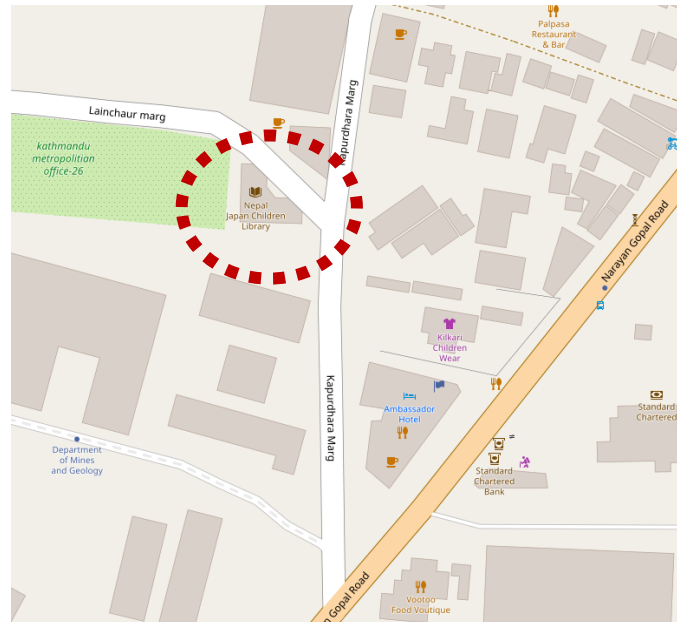 Palpasa
Restaurant
& Bar
Lainchaur marg
Kapurdhara Marg
kathmandu
metropolitian
office-26
Nepal
Japan Children
Library
Narayan Gopal Road
Kilkari
Children
Wear
Kapurdhara Marg
Ambassador
Hotel
Standard
Chartered
Department
of Mines
and Geology
Standard
Chartered
Bank
n Gopal Road
Vootoo
Food Voutique